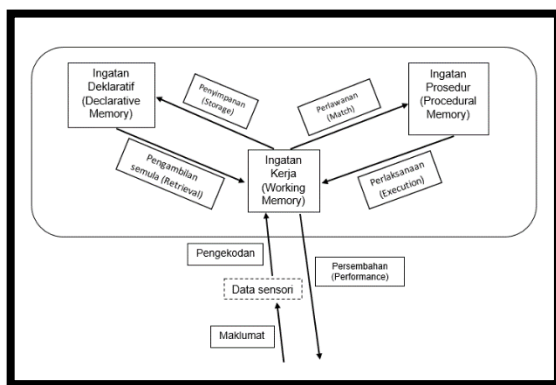 Ingatan
Deklaratif
(Declarative
Memory)
Penyimpanan
(Storage)
Perlawanan
(Match)
Ingatan
Prosedur
(Procedural
Memory)
Pengambilan
semula (Retrieval)
Ingatan
Kerja
(Working
Memory)
Perlaksanaan
(Execution)
Pengekodan
Persembahan
(Performance)
Data sensori
Maklumat